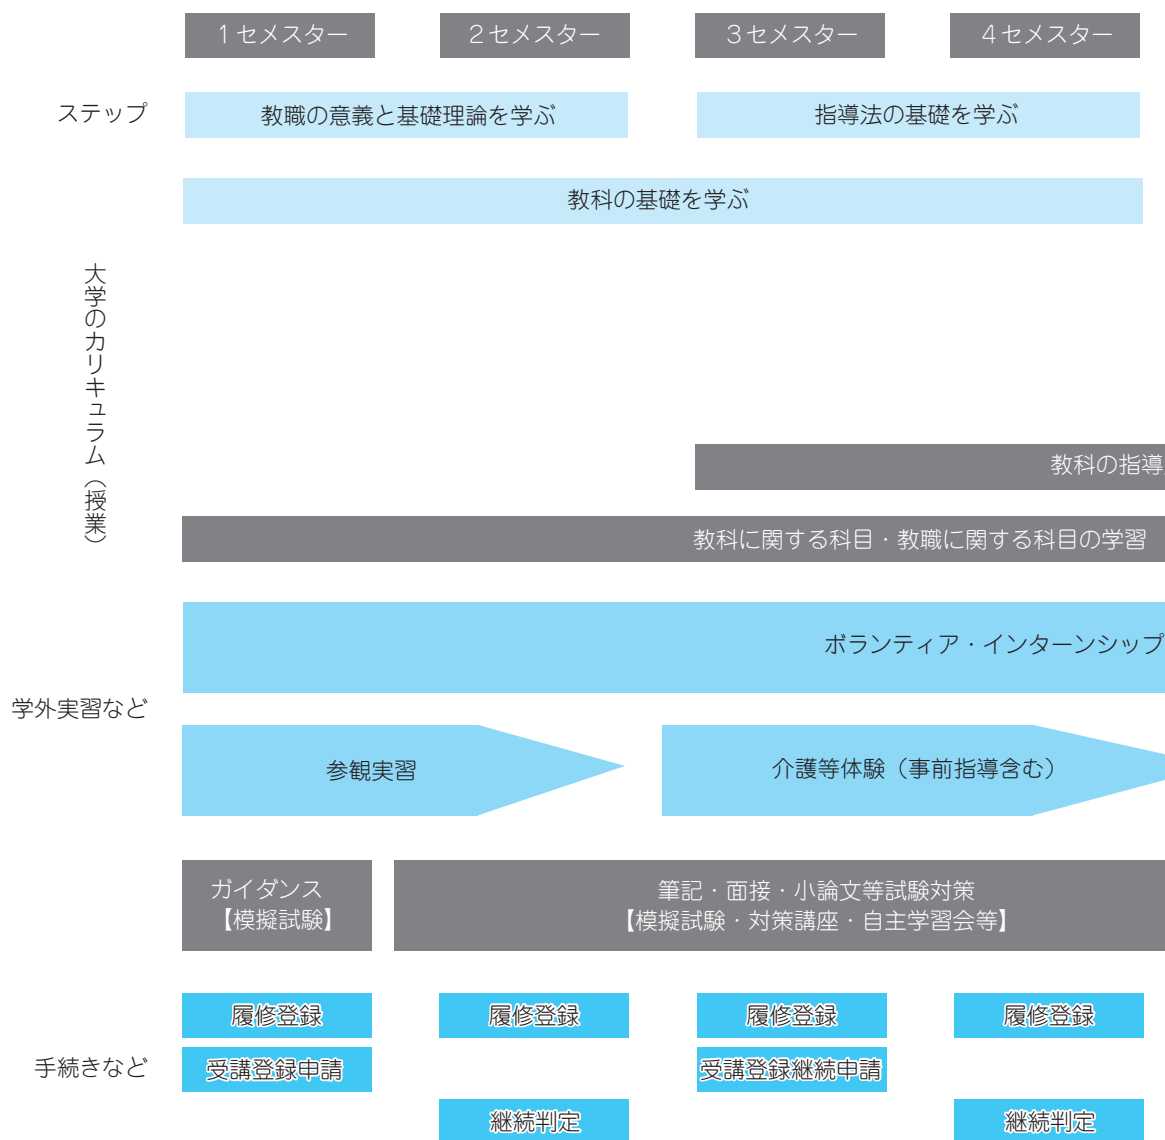 １セメスター
２セメスター
３セメスター
４セメスター
ステップ
教職の意義と基礎理論を学ぶ
指導法の基礎を学ぶ
教科の基礎を学ぶ
大学のカリキュラム（授業）
教科の指導
教科に関する科目・教職に関する科目の学習
ボランティア・インターンシップ
学外実習など
参観実習
介護等体験（事前指導含む）
ガイダンス
【模擬試験】
筆記・面接・小論文等試験対策
【模擬試験・対策講座・自主学習会等】
履修登録
履修登録
履修登録
履修登録
手続きなど
受講登録申請
受講登録継続申請
継続判定
継続判定